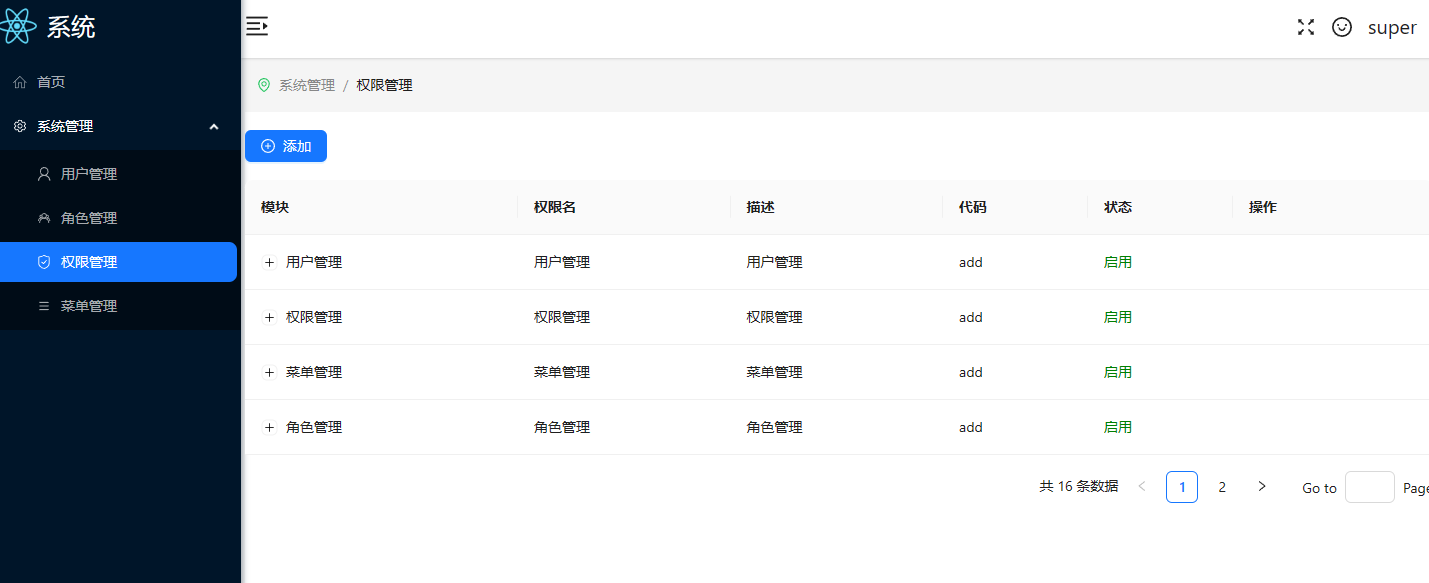 系统
super
首页
系统管理
用户管理
角色管理
权限管理
菜单管理
系统管理 / 权限管理
添加
模块 权限名 描述 代码 状态 操作
+ 用户管理 用户管理 用户管理 add 启用
+ 权限管理 权限管理 权限管理 add 启用
+ 菜单管理 菜单管理 菜单管理 add 启用
+ 角色管理 角色管理 角色管理 add 启用
共 16 条数据 < 1 2 > Go to Page